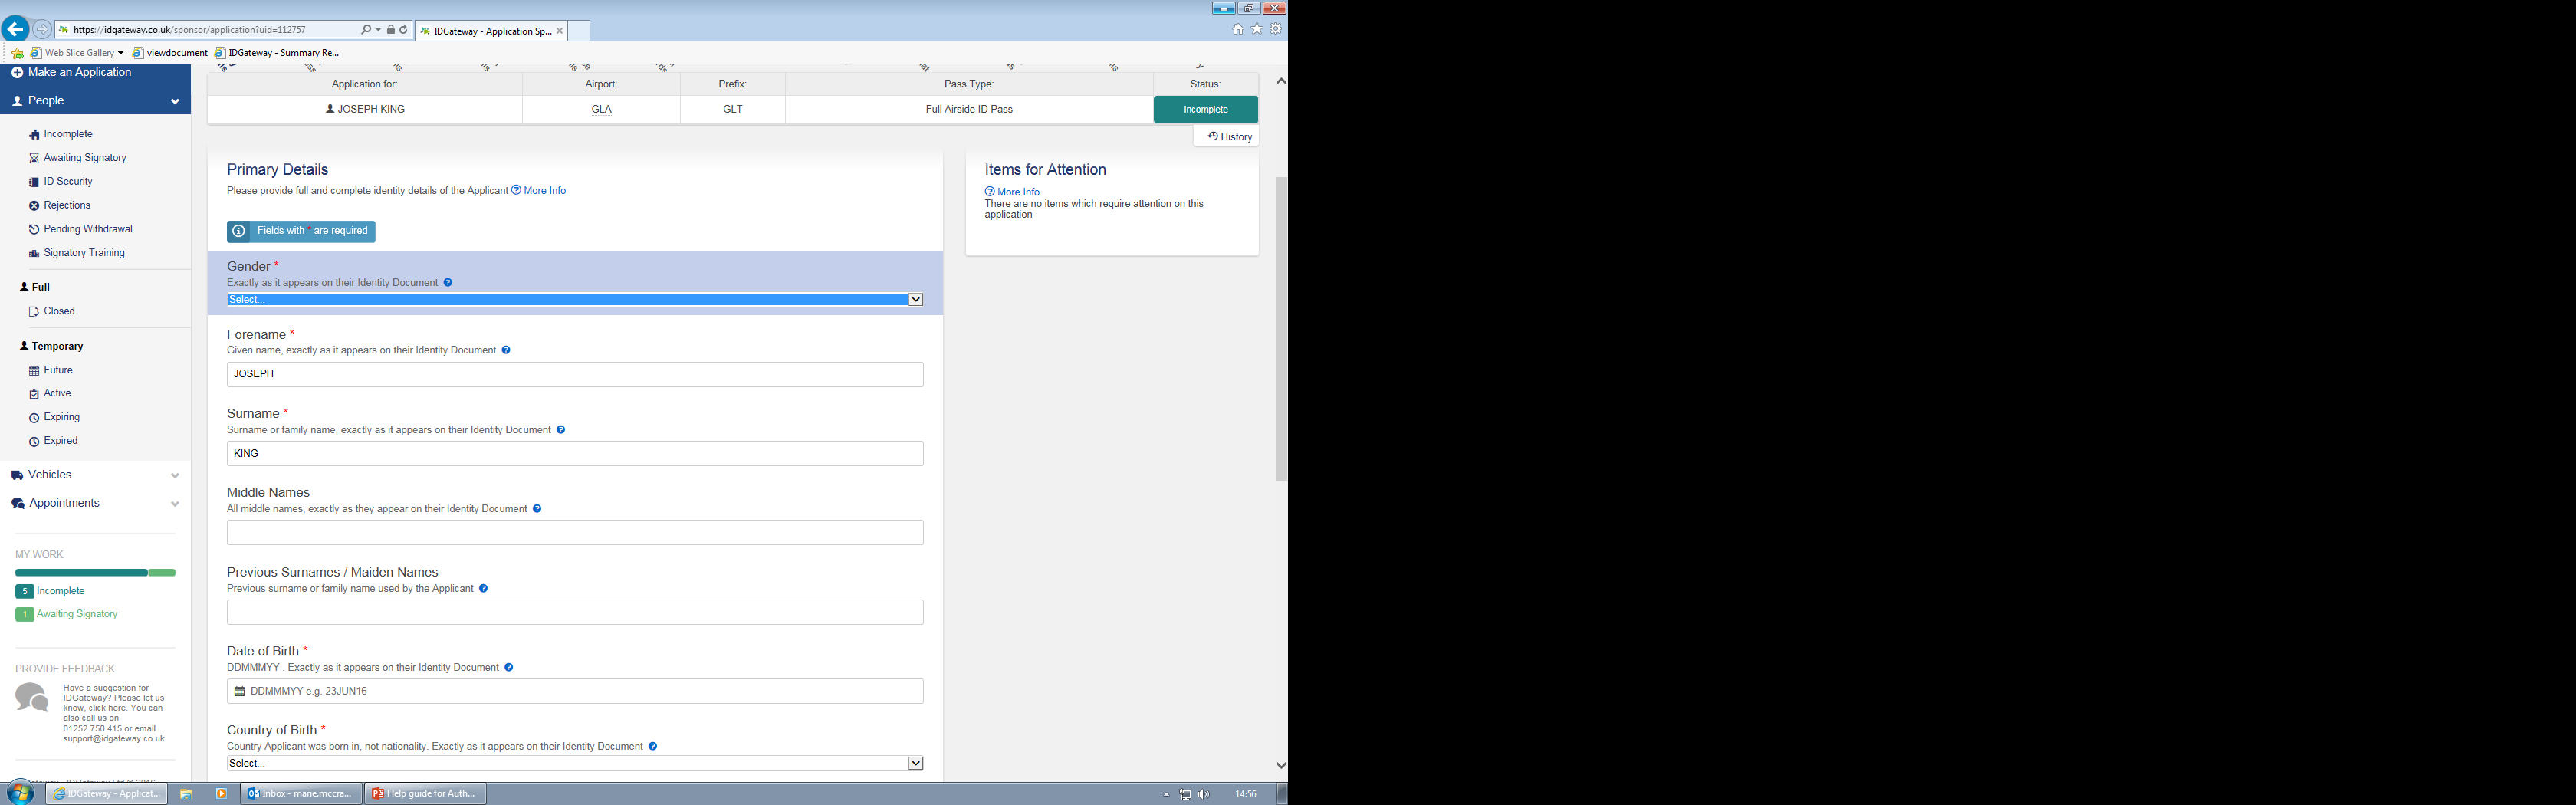 https://idgateway.co.uk/sponsor/application?uid=112757
IDGateway - Application Sp...
Web Slice Gallery
viewdocument
IDGateway - Summary Re...
Make an Application
People
Incomplete
Awaiting Signatory
ID Security
Rejections
Pending Withdrawal
Signatory Training
Full
Closed
Temporary
Future
Active
Expiring
Expired
Vehicles
Appointments
MY WORK
5 Incomplete
1 Awaiting Signatory
PROVIDE FEEDBACK
Have a suggestion for
IDGateway? Please let us
know, click here. You can
also call us on
01252 750 415 or email
support@idgateway.co.uk
Application for: Airport: Prefix: Pass Type: Status:
JOSEPH KING GLA GLT Full Airside ID Pass Incomplete
History
Primary Details
Please provide full and complete identity details of the Applicant More Info
Fields with * are required
Gender *
Exactly as it appears on their Identity Document
Select...
Forename *
Given name, exactly as it appears on their Identity Document
JOSEPH
Surname *
Surname or family name, exactly as it appears on their Identity Document
KING
Middle Names
All middle names, exactly as they appear on their Identity Document
Previous Surnames / Maiden Names
Previous surname or family name used by the Applicant
Date of Birth *
DDMMMYY . Exactly as it appears on their Identity Document
DDMMMYY e.g. 23JUN16
Country of Birth *
Country Applicant was born in, not nationality. Exactly as it appears on their Identity Document
Select...
Items for Attention
More Info
There are no items which require attention on this
application
IDGateway - Applicat...
Inbox - marie.mccra...
Help guide for Auth...
14:56